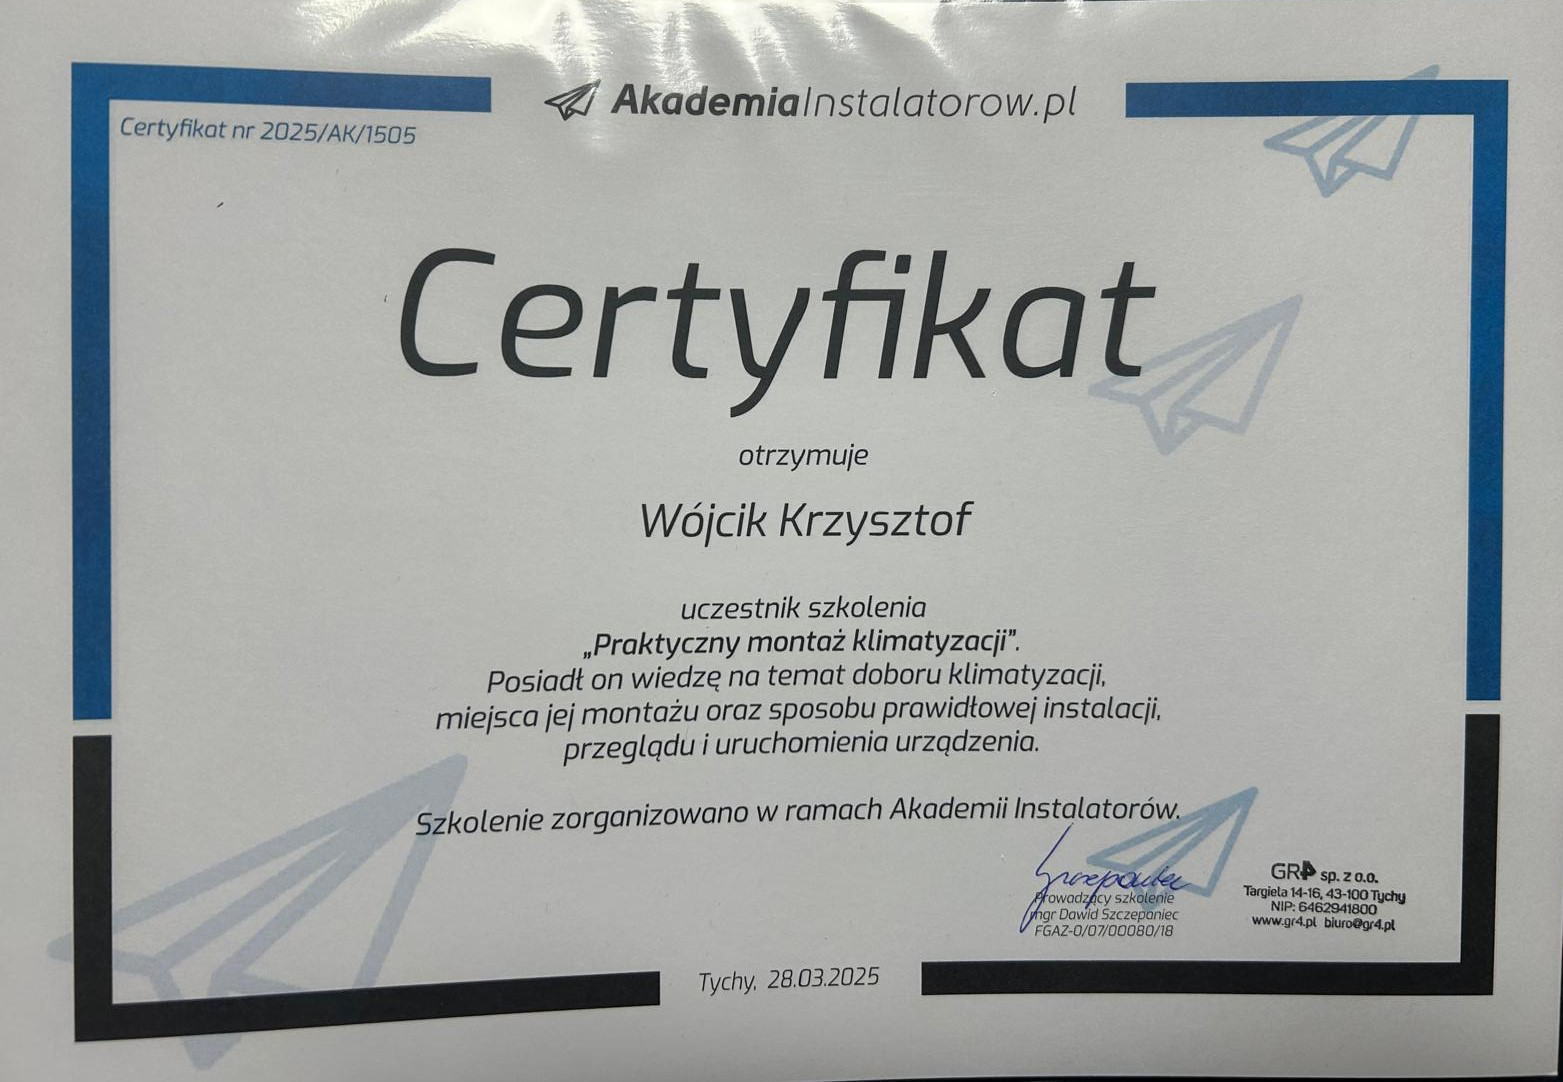 AkademiaInstalatorow.pl
Certyfikat nr 2025/AK/1505
Certyfikat
otrzymuje
Wójcik Krzysztof
uczestnik szkolenia
„Praktyczny montaż klimatyzacji”.
Posiadł on wiedzę na temat doboru klimatyzacji,
miejsca jej montażu oraz sposobu prawidłowej instalacji,
przeglądu i uruchomienia urządzenia.
Szkolenie zorganizowano w ramach Akademii Instalatorów.
Prowadzący szkolenie
mgr Dawid Szczepaniec
FGAZ-O/07/00080/18
GR4 sp. z o.o.
Targiela 14-16, 43-100 Tychy
NIP: 6462941800
www.gr4.pl biuro@gr4.pl
Tychy, 28.03.2025